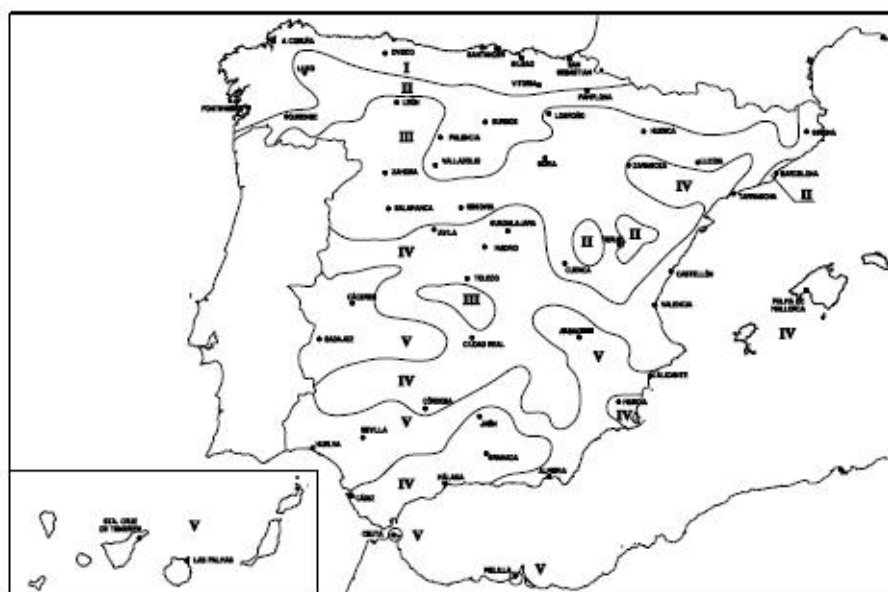 A CORUÑA
OVIEDO
SANTANDER
BILBAO
SAN
SEBASTIAN
LUGO
I
VITORIA
II
PAMPLONA
PONTEVEDRA
LEON
OURENSE
BURGOS
LOGROÑO
HUESCA
GIRONA
III
PALENCIA
VALLADOLID
SORIA
ZARAGOZA
LLEIDA
BARCELONA
ZAMORA
IV
TARRAGONA
II
SALAMANCA
SEGOVIA
GUADALAJARA
AVILA
IV
MADRID
II
II
CUENCA
CASTELLÓN
TOLEDO
CÁCERES
III
VALENCIA
PALMA DE
MALLORCA
IV
BADAJOZ
V
CIUDAD REAL
ALBACETE
V
ALICANTE
IV
CÓRDOBA
MURCIA
IV
V
JAÉN
SEVILLA
HUELVA
GRANADA
ALMERIA
IV
MÁLAGA
CÁDIZ
CEUTA
V
MELILLA
V
STA. CRUZ
DE TENERIFE
V
LAS PALMAS